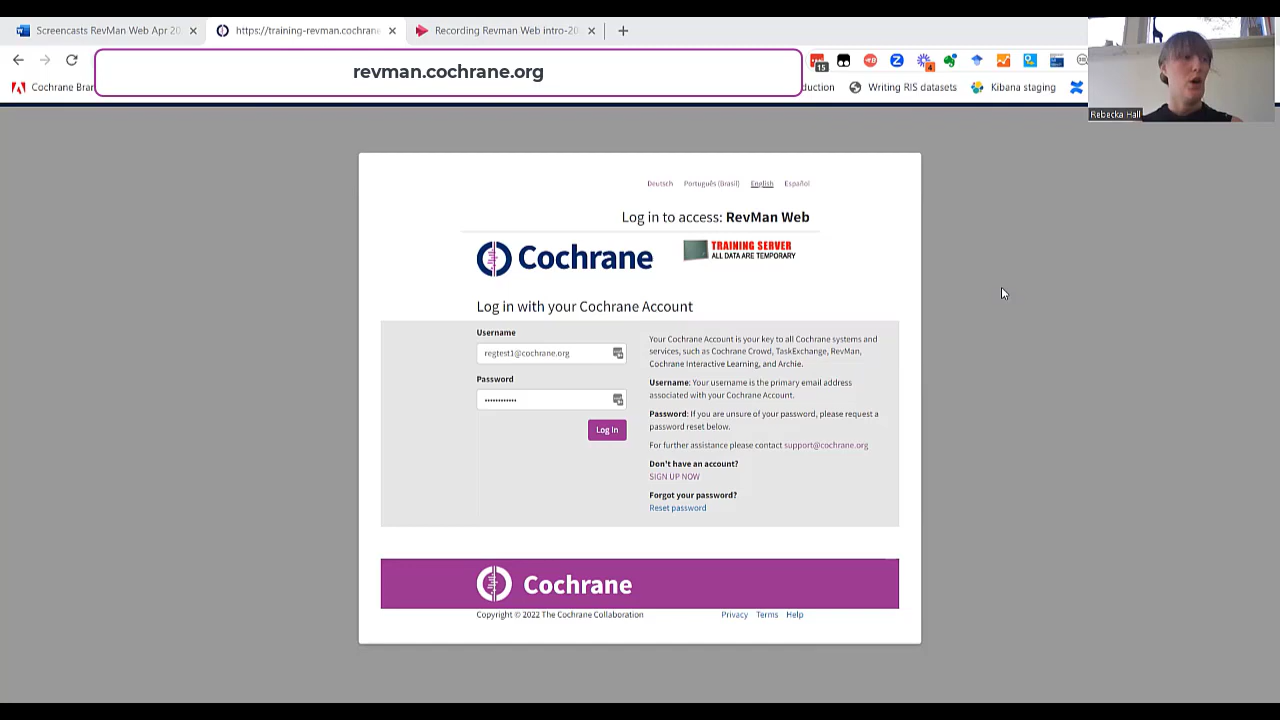 Screencasts RevMan Web Apr 20
https://training-revman.cochrane
Recording Revman Web intro-20
revman.cochrane.org
15
4
Cochrane Bran
duction
Writing RIS datasets
Kibana staging
Rebecka Hall
Deutsch Português (Brasil) English Español
Log in to access: RevMan Web
Cochrane
TRAINING SERVER
ALL DATA ARE TEMPORARY
Log in with your Cochrane Account
Username
regtest1@cochrane.org
Password
Log In
Your Cochrane Account is your key to all Cochrane systems and
services, such as Cochrane Crowd, TaskExchange, RevMan,
Cochrane Interactive Learning, and Archie.
Username: Your username is the primary email address
associated with your Cochrane Account.
Password: If you are unsure of your password, please request a
password reset below.
For further assistance please contact support@cochrane.org
Don't have an account?
SIGN UP NOW
Forgot your password?
Reset password
Cochrane
Copyright © 2022 The Cochrane Collaboration
Privacy Terms Help